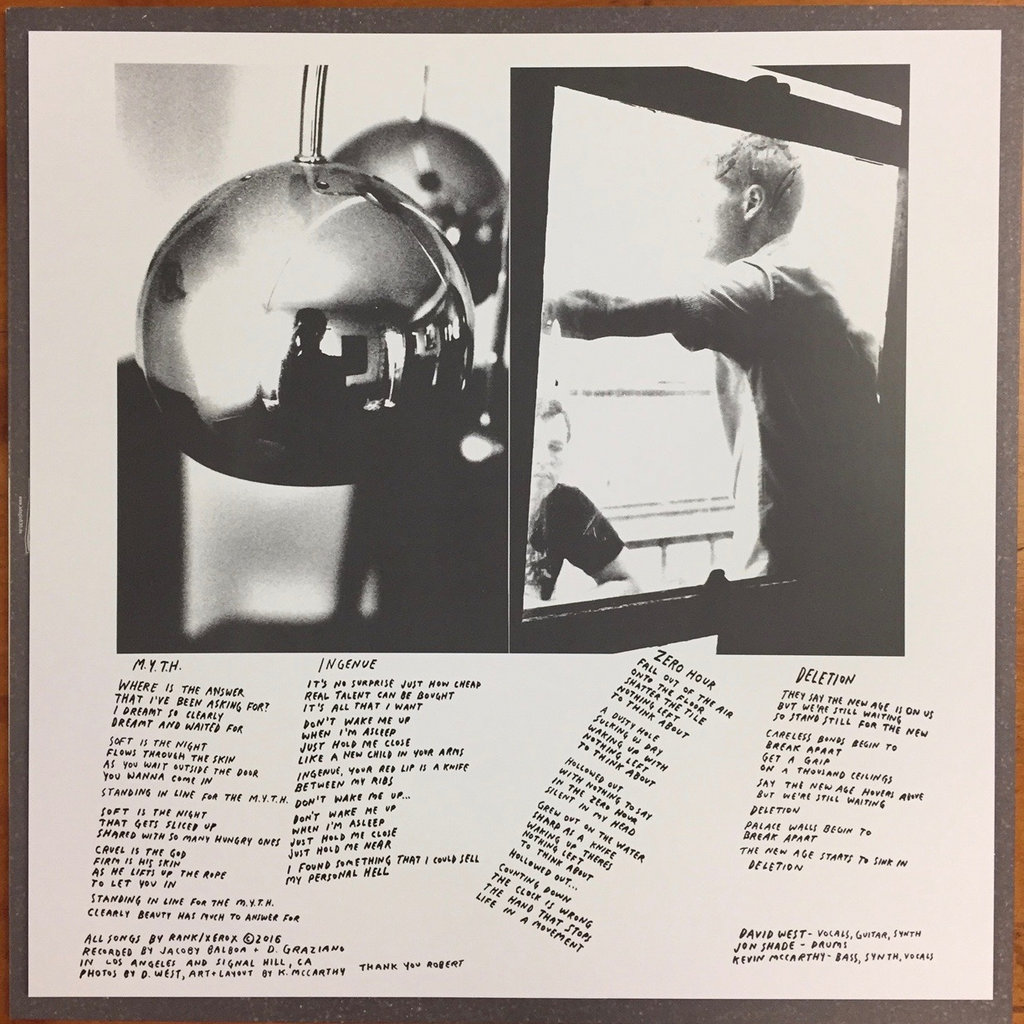 M.Y.T.H.
WHERE IS THE ANSWER
THAT I'VE BEEN ASKING FOR?
I DREAMT SO CLEARLY
DREAMT AND WAITED FOR
SOFT IS THE NIGHT
FLOWS THROUGH THE SKIN
AS YOU WAIT OUTSIDE THE DOOR
YOU WANNA COME IN
STANDING IN LINE FOR THE M.Y.T.H.
SOFT IS THE NIGHT
THAT GETS SLICED UP
SHARED WITH SO MANY HUNGRY ONES
CRUEL IS THE GOD
FIRM IS HIS SKIN
AS HE LIFTS UP THE ROPE
TO LET YOU IN
STANDING IN LINE FOR THE M.Y.T.H.
CLEARLY BEAUTY HAS MUCH TO ANSWER FOR
INGENUE
IT'S NO SURPRISE JUST HOW CHEAP
REAL TALENT CAN BE BOUGHT
IT'S ALL THAT I WANT
DON'T WAKE ME UP
WHEN I'M ASLEEP
JUST HOLD ME CLOSE
LIKE A NEW CHILD IN YOUR ARMS
INGENUE, YOUR RED LIP IS A KNIFE
BETWEEN MY RIBS
DON'T WAKE ME UP...
DON'T WAKE ME UP
WHEN I'M ASLEEP
JUST HOLD ME CLOSE
JUST HOLD ME NEAR
I FOUND SOMETHING THAT I COULD SELL
MY PERSONAL HELL
ZERO HOUR
FALL OUT OF THE AIR
ONTO THE FLOOR
SHATTER THE TILE
NOTHING LEFT
TO THINK ABOUT
A DUSTY HOLE
SUCKING US DRY
WAKING UP WITH
NOTHING LEFT
TO THINK ABOUT
HOLLOWED OUT
WITH NOTHING TO SAY
IN THE ZERO HOUR
SILENT IN MY HEAD
GREW OUT ON THE WATER
SHARD AS A KNIFE
WAKING UP THERES
NOTHING LEFT
TO THINK ABOUT
HOLLOWED OUT...
COUNTING DOWN
THE CLOCK IS WRONG
THE HAND THAT STOPS
LIFE IN A MOVEMENT
DELETION
THEY SAY THE NEW AGE IS ON US
BUT WE'RE STILL WAITING
SO STAND STILL FOR THE NEW
CARELESS BONDS BEGIN TO
BREAK APART
GET A GRIP
ON A THOUSAND CEILINGS
SAY THE NEW AGE HOVERS ABOVE
BUT WE'RE STILL WAITING
DELETION
PALACE WALLS BEGIN TO
BREAK APART
THE NEW AGE STARTS TO SINK IN
DELETION
ALL SONGS BY RANK/XEROX ©2016
RECORDED BY JACOBY BALBOA + D. GRAZIANO
IN LOS ANGELES AND SIGNAL HILL, CA
PHOTOS BY D. WEST, ART+LAYOUT BY K. MCCARTHY
THANK YOU ROBERT
DAVID WEST - VOCALS, GUITAR, SYNTH
JON SHADE - DRUMS
KEVIN MCCARTHY - BASS, SYNTH, VOCALS